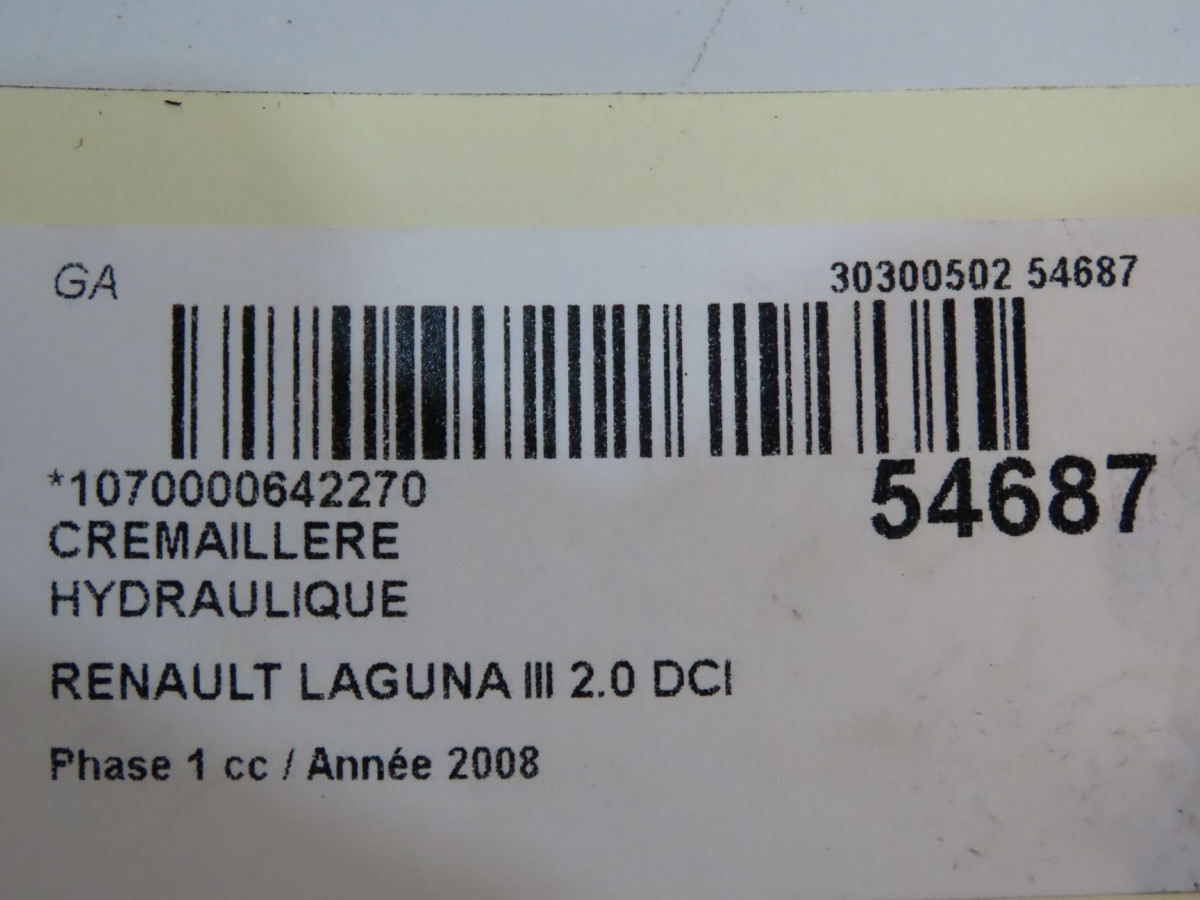 GA
30300502 54687
*1070000642270
54687
CREMAILLERE
HYDRAULIQUE
RENAULT LAGUNA III 2.0 DCI
Phase 1 cc / Année 2008